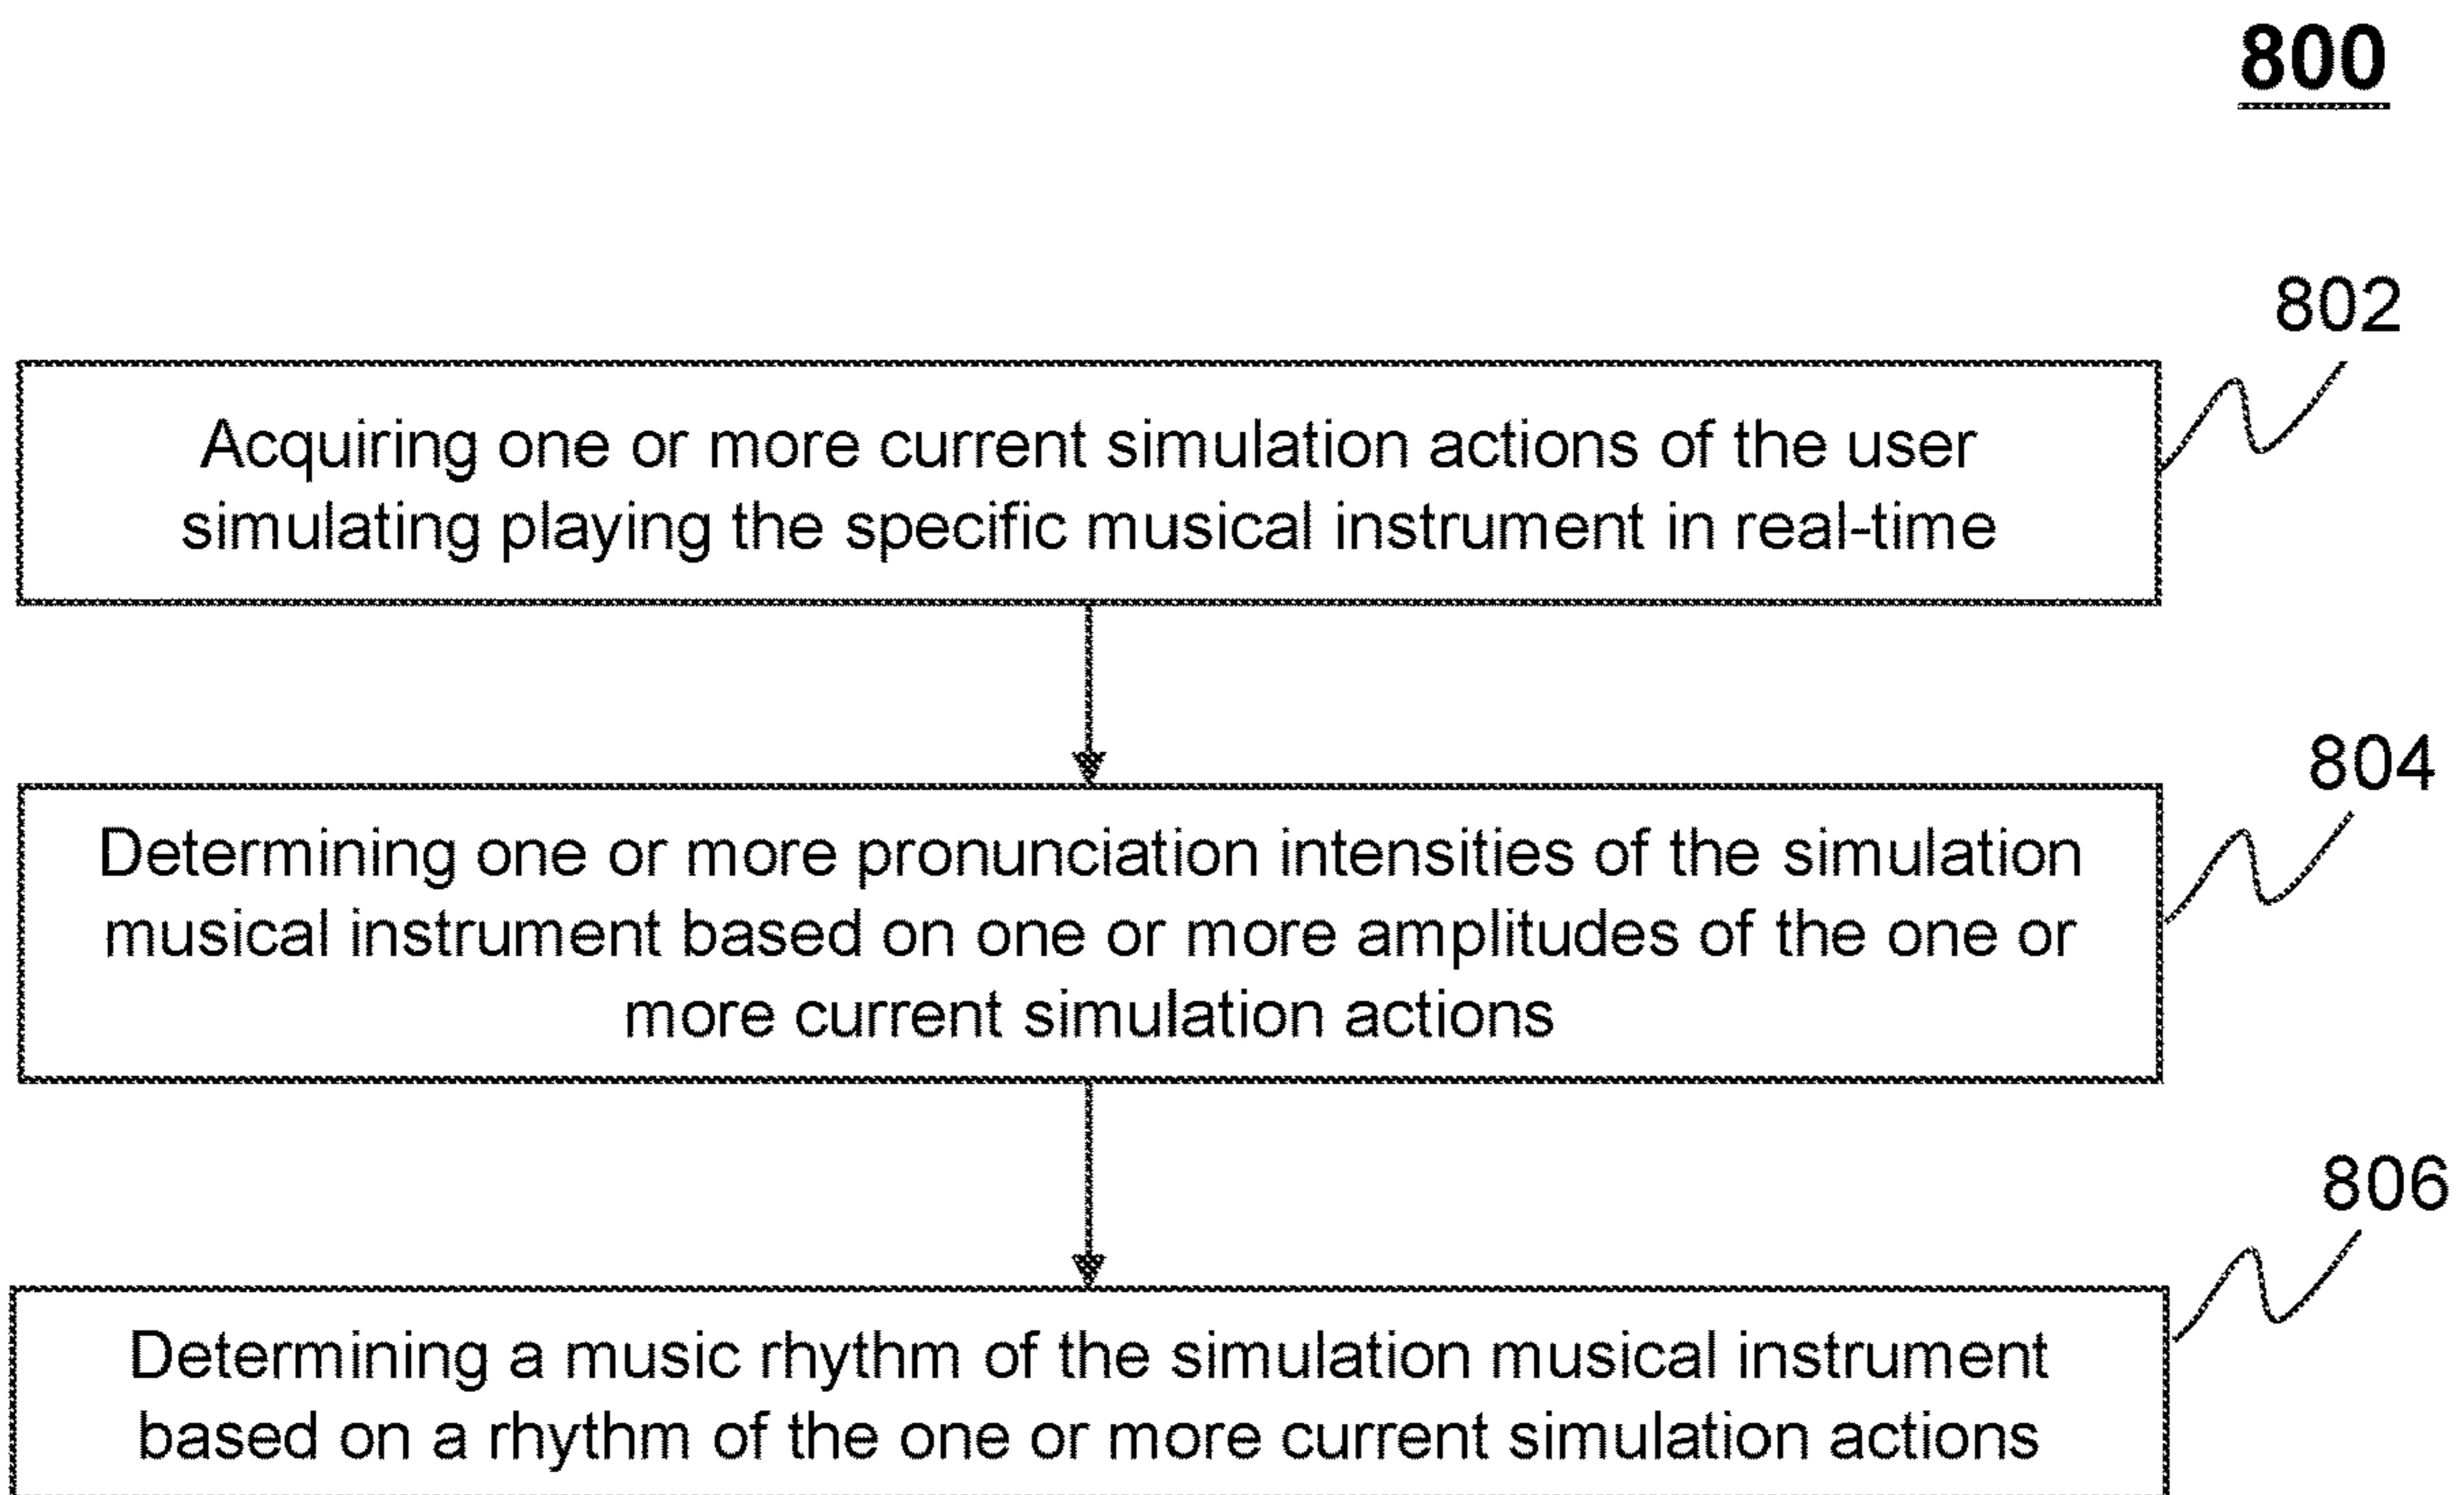 800
802
Acquiring one or more current simulation actions of the user
simulating playing the specific musical instrument in real-time
804
Determining one or more pronunciation intensities of the simulation
musical instrument based on one or more amplitudes of the one or
more current simulation actions
806
Determining a music rhythm of the simulation musical instrument
based on a rhythm of the one or more current simulation actions